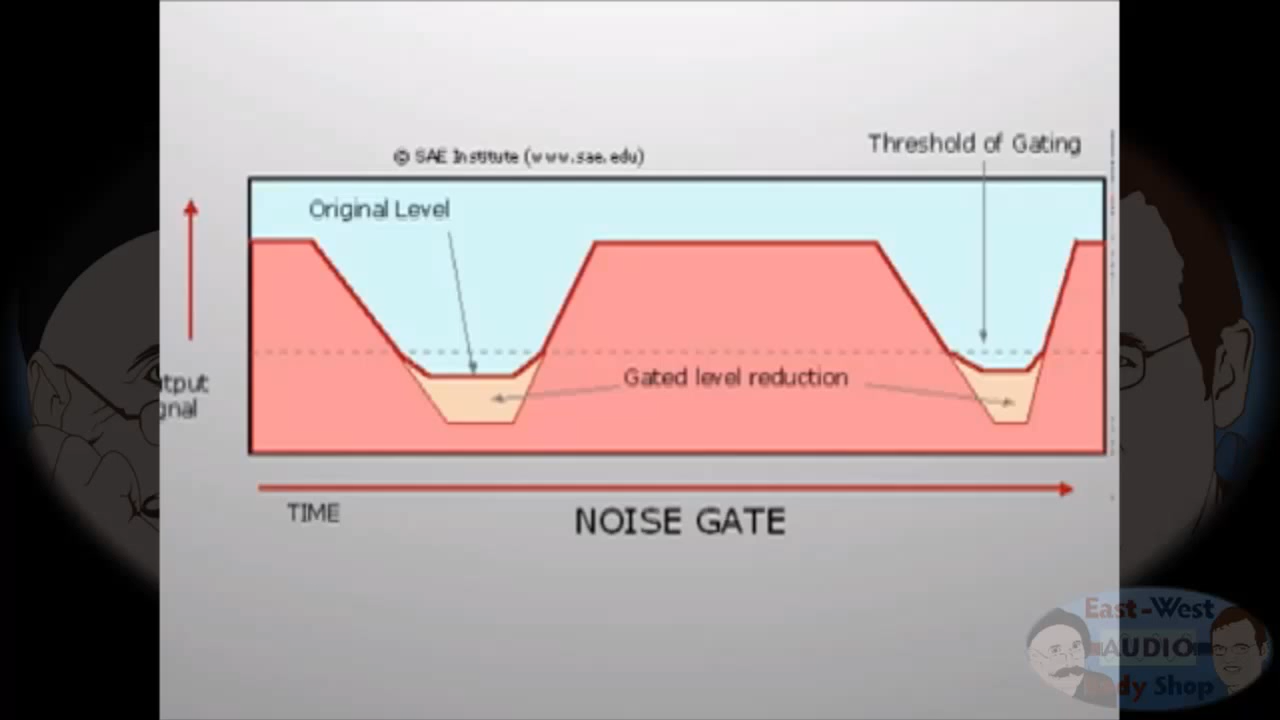 © SAE Institute (www.sae.edu)
Threshold of Gating
Original Level
Gated level reduction
tput
gnal
TIME
NOISE GATE
East-West
AUDIO
Body Shop